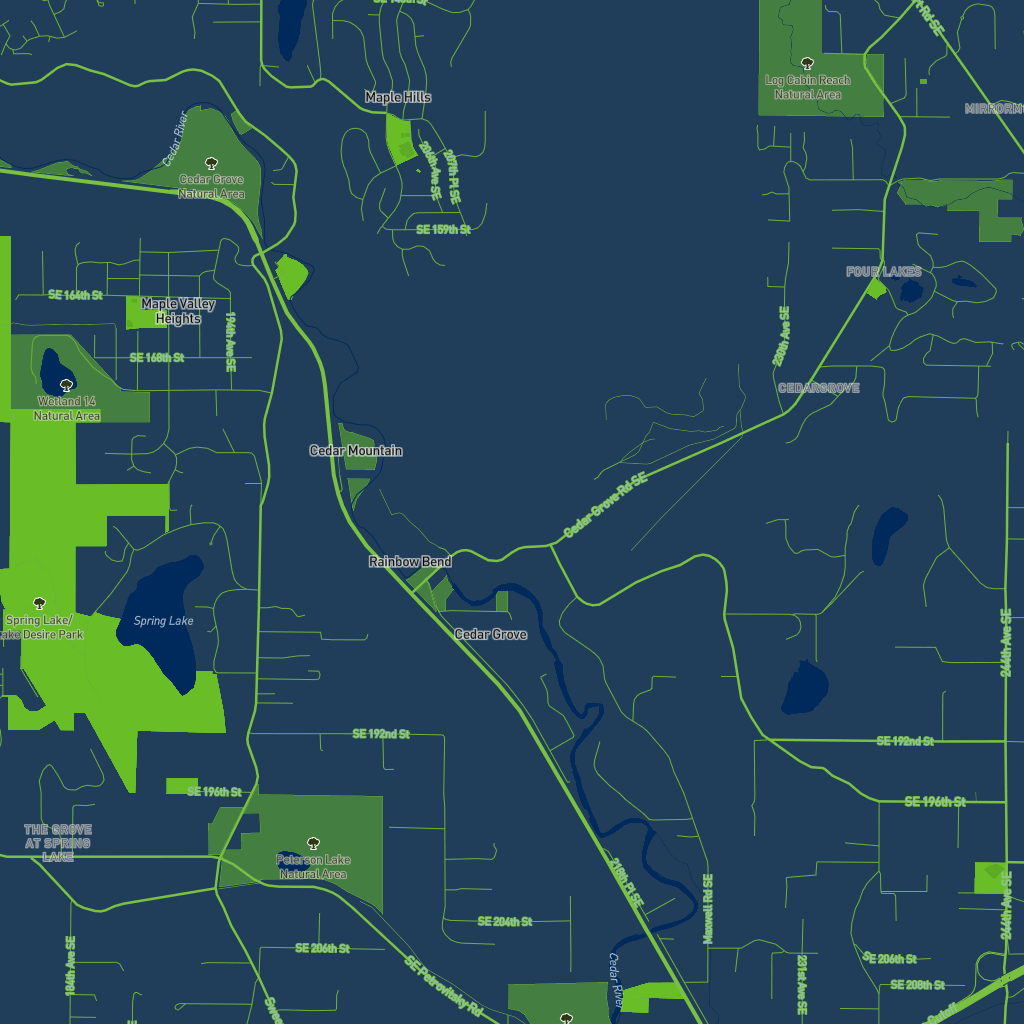 Maple Hills
Log Cabin Reach
Natural Area
Cedar River
206th Ave SE
207th Pl SE
Cedar Grove
Natural Area
SE 159th St
FOUR LAKES
SE 164th St
Maple Valley
Heights
194th Ave SE
230th Ave SE
SE 168th St
CEDARGROVE
Wetland 14
Natural Area
Cedar Mountain
Cedar Grove Rd SE
Rainbow Bend
Spring Lake/
Lake Desire Park
Spring Lake
Cedar Grove
244th Ave SE
SE 192nd St
SE 192nd St
SE 196th St
SE 196th St
THE GROVE
AT SPRING
LAKE
Peterson Lake
Natural Area
218th Pl SE
Maxwell Rd SE
244th Ave SE
SE 204th St
SE 206th St
184th Ave SE
SE Petrovitsky Rd
Cedar River
231st Ave SE
SE 206th St
SE 208th St